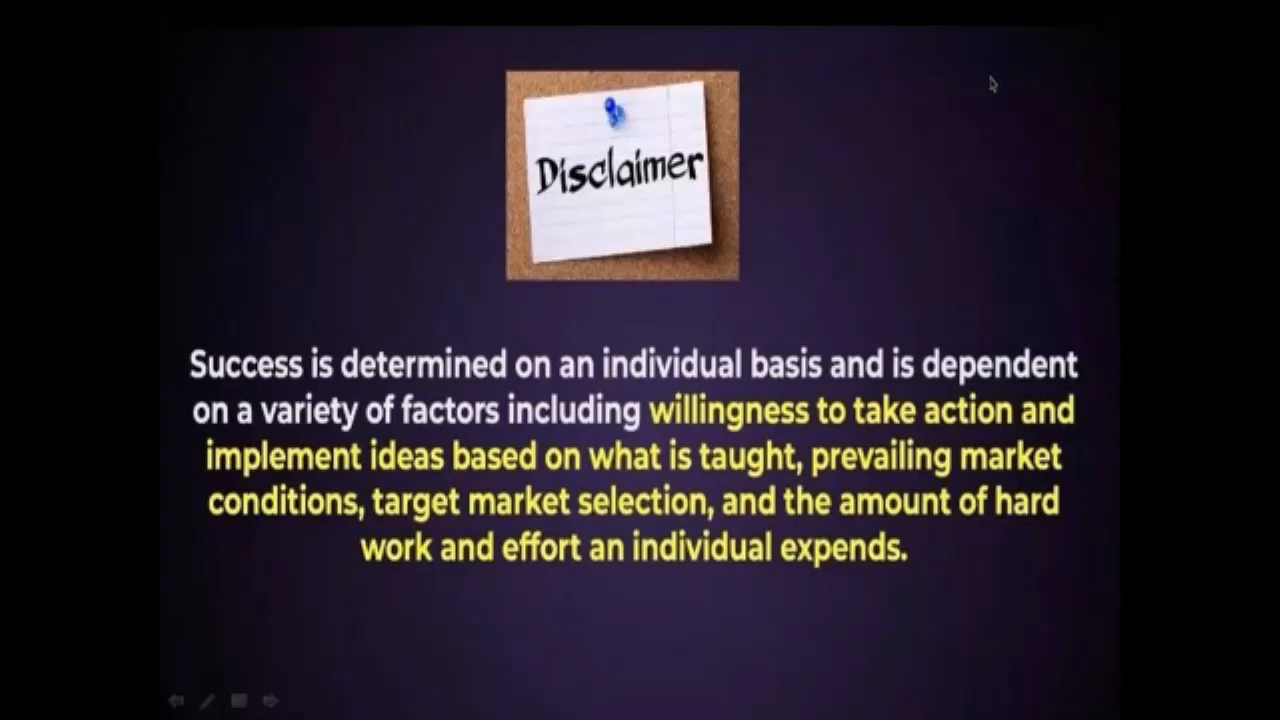 Disclaimer
Success is determined on an individual basis and is dependent
on a variety of factors including willingness to take action and
implement ideas based on what is taught, prevailing market
conditions, target market selection, and the amount of hard
work and effort an individual expends.